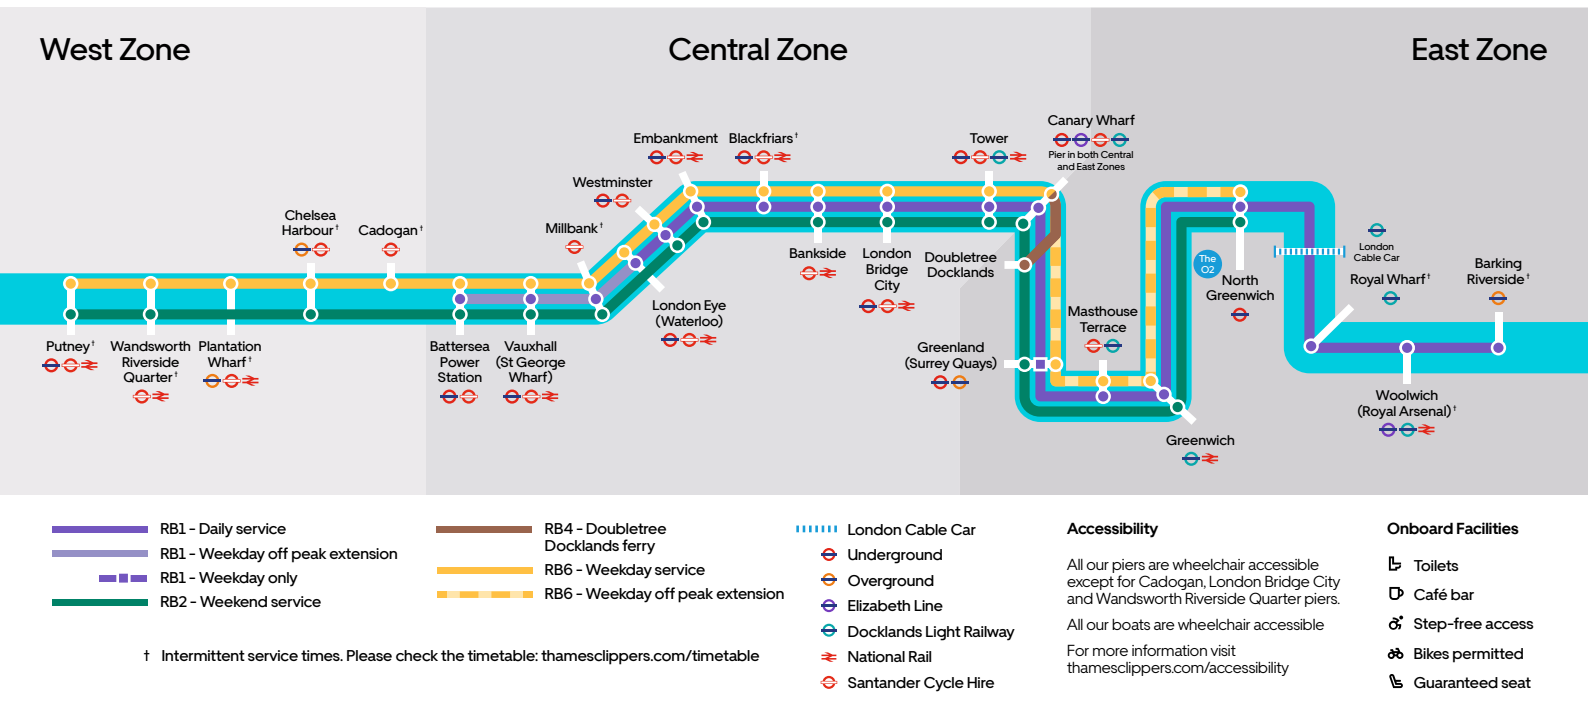 West Zone
Central Zone
East Zone
Canary Wharf
Pier in both Central
and East Zones
Embankment
Blackfriars †
Tower
Westminster
Chelsea
Harbour †
Cadogan †
Millbank †
Bankside
London
Bridge
City
Doubletree
Docklands
London
Cable Car
The
O2
North
Greenwich
Royal Wharf †
Barking
Riverside †
London Eye
(Waterloo)
Masthouse
Terrace
Putney †
Wandsworth
Riverside
Quarter †
Plantation
Wharf †
Battersea
Power
Station
Vauxhall
(St George
Wharf)
Greenland
(Surrey Quays)
Woolwich
(Royal Arsenal) †
Greenwich
RB1 - Daily service
RB1 - Weekday off peak extension
RB1 - Weekday only
RB2 - Weekend service
RB4 - Doubletree
Docklands ferry
RB6 - Weekday service
RB6 - Weekday off peak extension
† Intermittent service times. Please check the timetable: thamesclippers.com/timetable
London Cable Car
Underground
Overground
Elizabeth Line
Docklands Light Railway
National Rail
Santander Cycle Hire
Accessibility
All our piers are wheelchair accessible
except for Cadogan, London Bridge City
and Wandsworth Riverside Quarter piers.
All our boats are wheelchair accessible
For more information visit
thamesclippers.com/accessibility
Onboard Facilities
Toilets
Café bar
Step-free access
Bikes permitted
Guaranteed seat